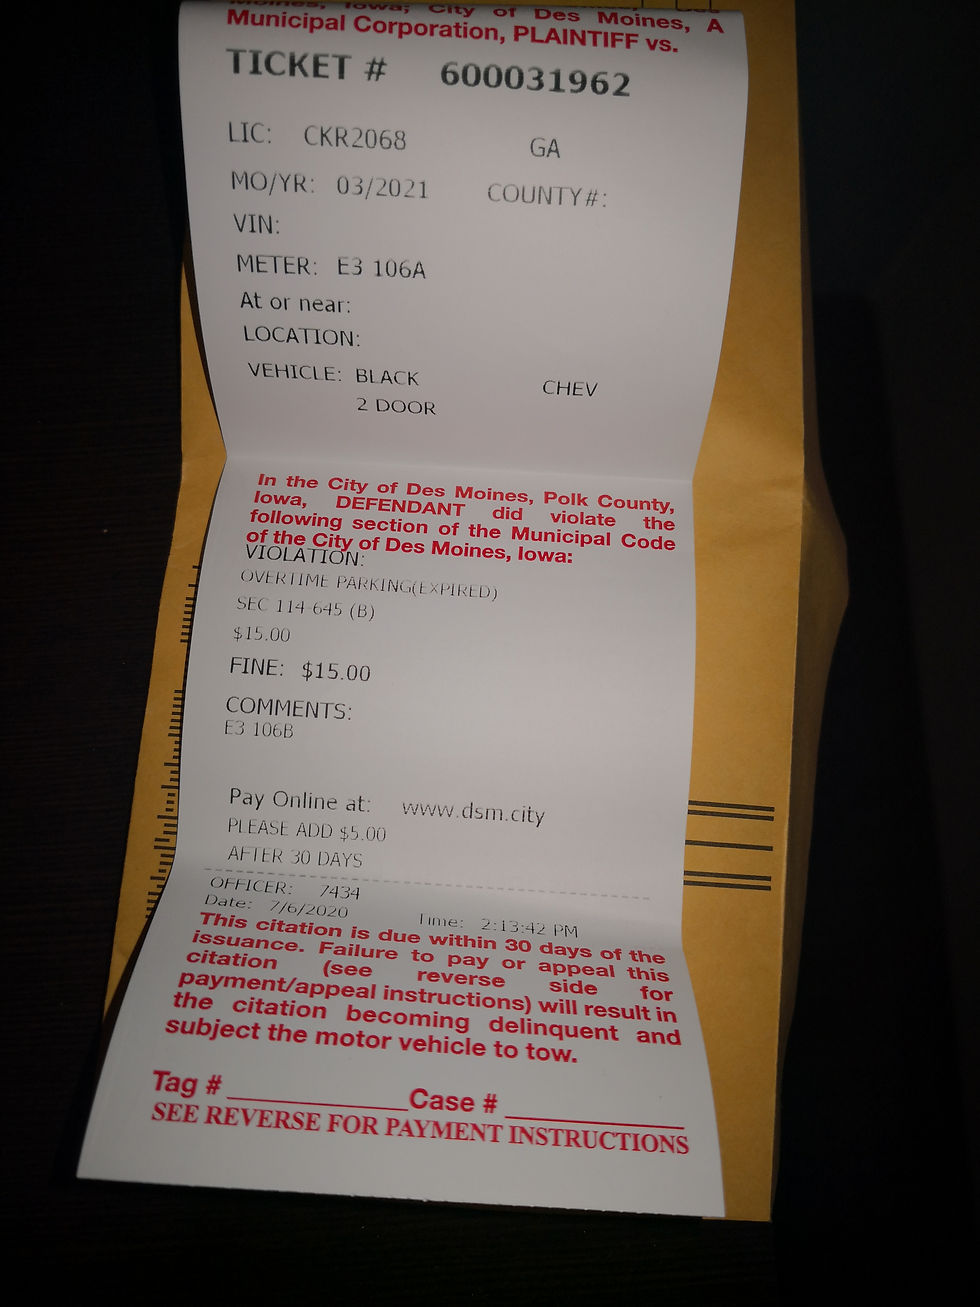 Moines, Iowa; City of Des Moines, A
Municipal Corporation, PLAINTIFF vs.
TICKET # 600031962
LIC: CKR2068 GA
MO/YR: 03/2021 COUNTY#:
VIN:
METER: E3 106A
At or near:
LOCATION:
VEHICLE: BLACK CHEV
2 DOOR
In the City of Des Moines, Polk County,
Iowa, DEFENDANT did violate the
following section of the Municipal Code
of the City of Des Moines, Iowa:
VIOLATION:
OVERTIME PARKING(EXPIRED)
SEC 114-645 (B)
$15.00
FINE: $15.00
COMMENTS:
E3 106B
Pay Online at: www.dsm.city
PLEASE ADD $5.00
AFTER 30 DAYS
OFFICER: 7434
Date: 7/6/2020 Time: 2:13:42 PM
This citation is due within 30 days of the
issuance. Failure to pay or appeal this
citation (see reverse side for
payment/appeal instructions) will result in
the citation becoming delinquent and
subject the motor vehicle to tow.
Tag # Case #
SEE REVERSE FOR PAYMENT INSTRUCTIONS